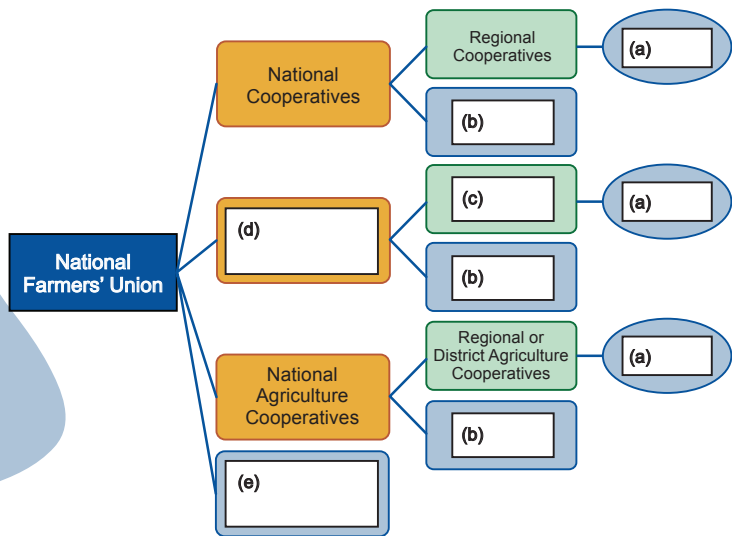 Regional
Cooperatives
(a)
National
Cooperatives
(b)
(c)
(a)
(d)
National
Farmers' Union
(b)
Regional or
District Agriculture
Cooperatives
(a)
National
Agriculture
Cooperatives
(b)
(e)